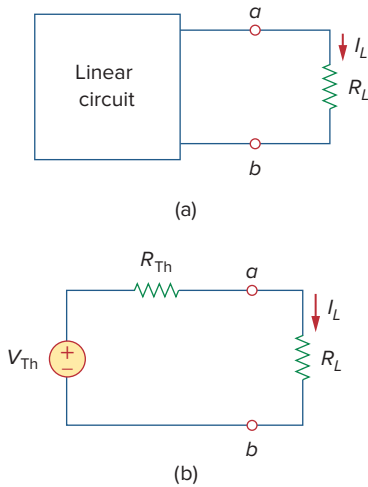 a
I_L
Linear
circuit
R_L
b
(a)
R_Th
a
I_L
V_Th
+
−
R_L
b
(b)